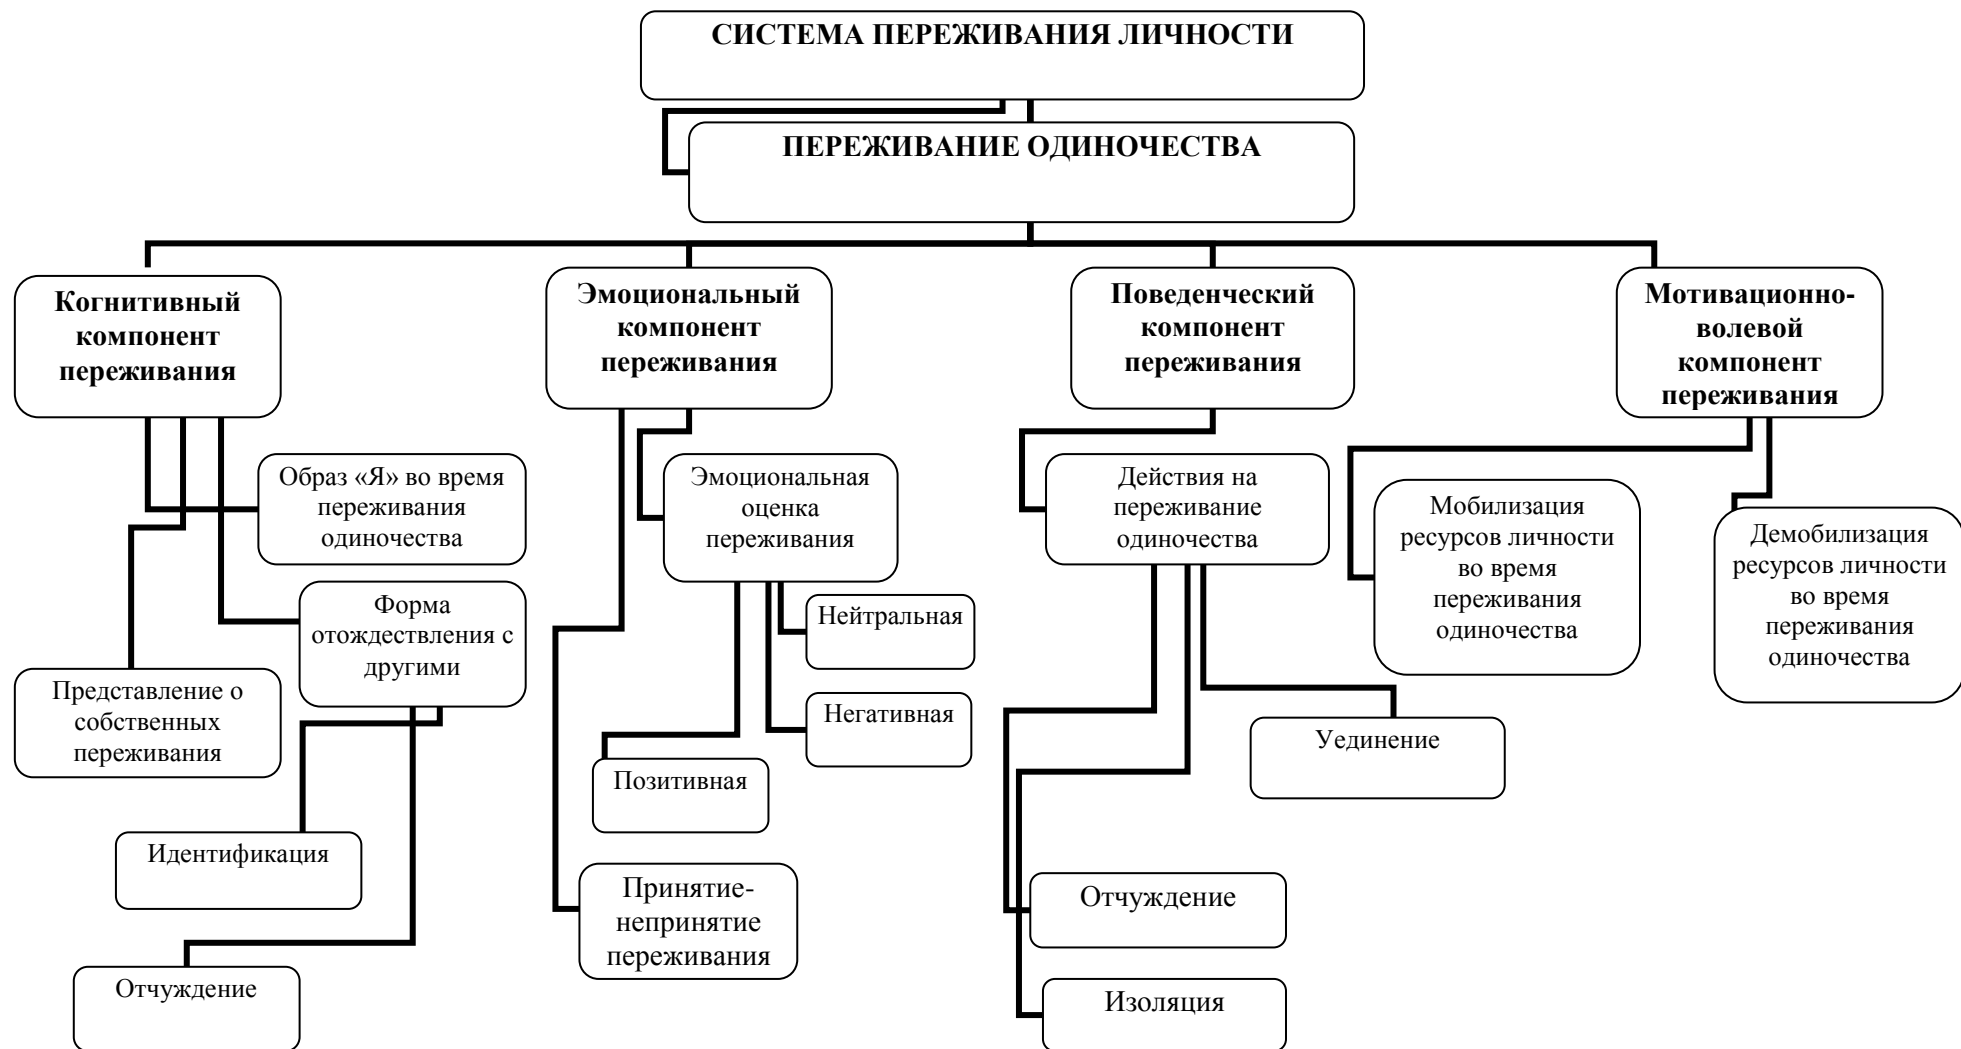 СИСТЕМА ПЕРЕЖИВАНИЯ ЛИЧНОСТИ
ПЕРЕЖИВАНИЕ ОДИНОЧЕСТВА
Когнитивный
компонент
переживания
Эмоциональный
компонент
переживания
Поведенческий
компонент
переживания
Мотивационно-
волевой
компонент
переживания
Образ «Я» во время
переживания
одиночества
Форма
отождествления с
другими
Представление о
собственных
переживания
Идентификация
Отчуждение
Эмоциональная
оценка
переживания
Нейтральная
Негативная
Позитивная
Принятие-
непринятие
переживания
Действия на
переживание
одиночества
Уединение
Отчуждение
Изоляция
Мобилизация
ресурсов личности
во время
переживания
одиночества
Демобилизация
ресурсов личности
во время
переживания
одиночества